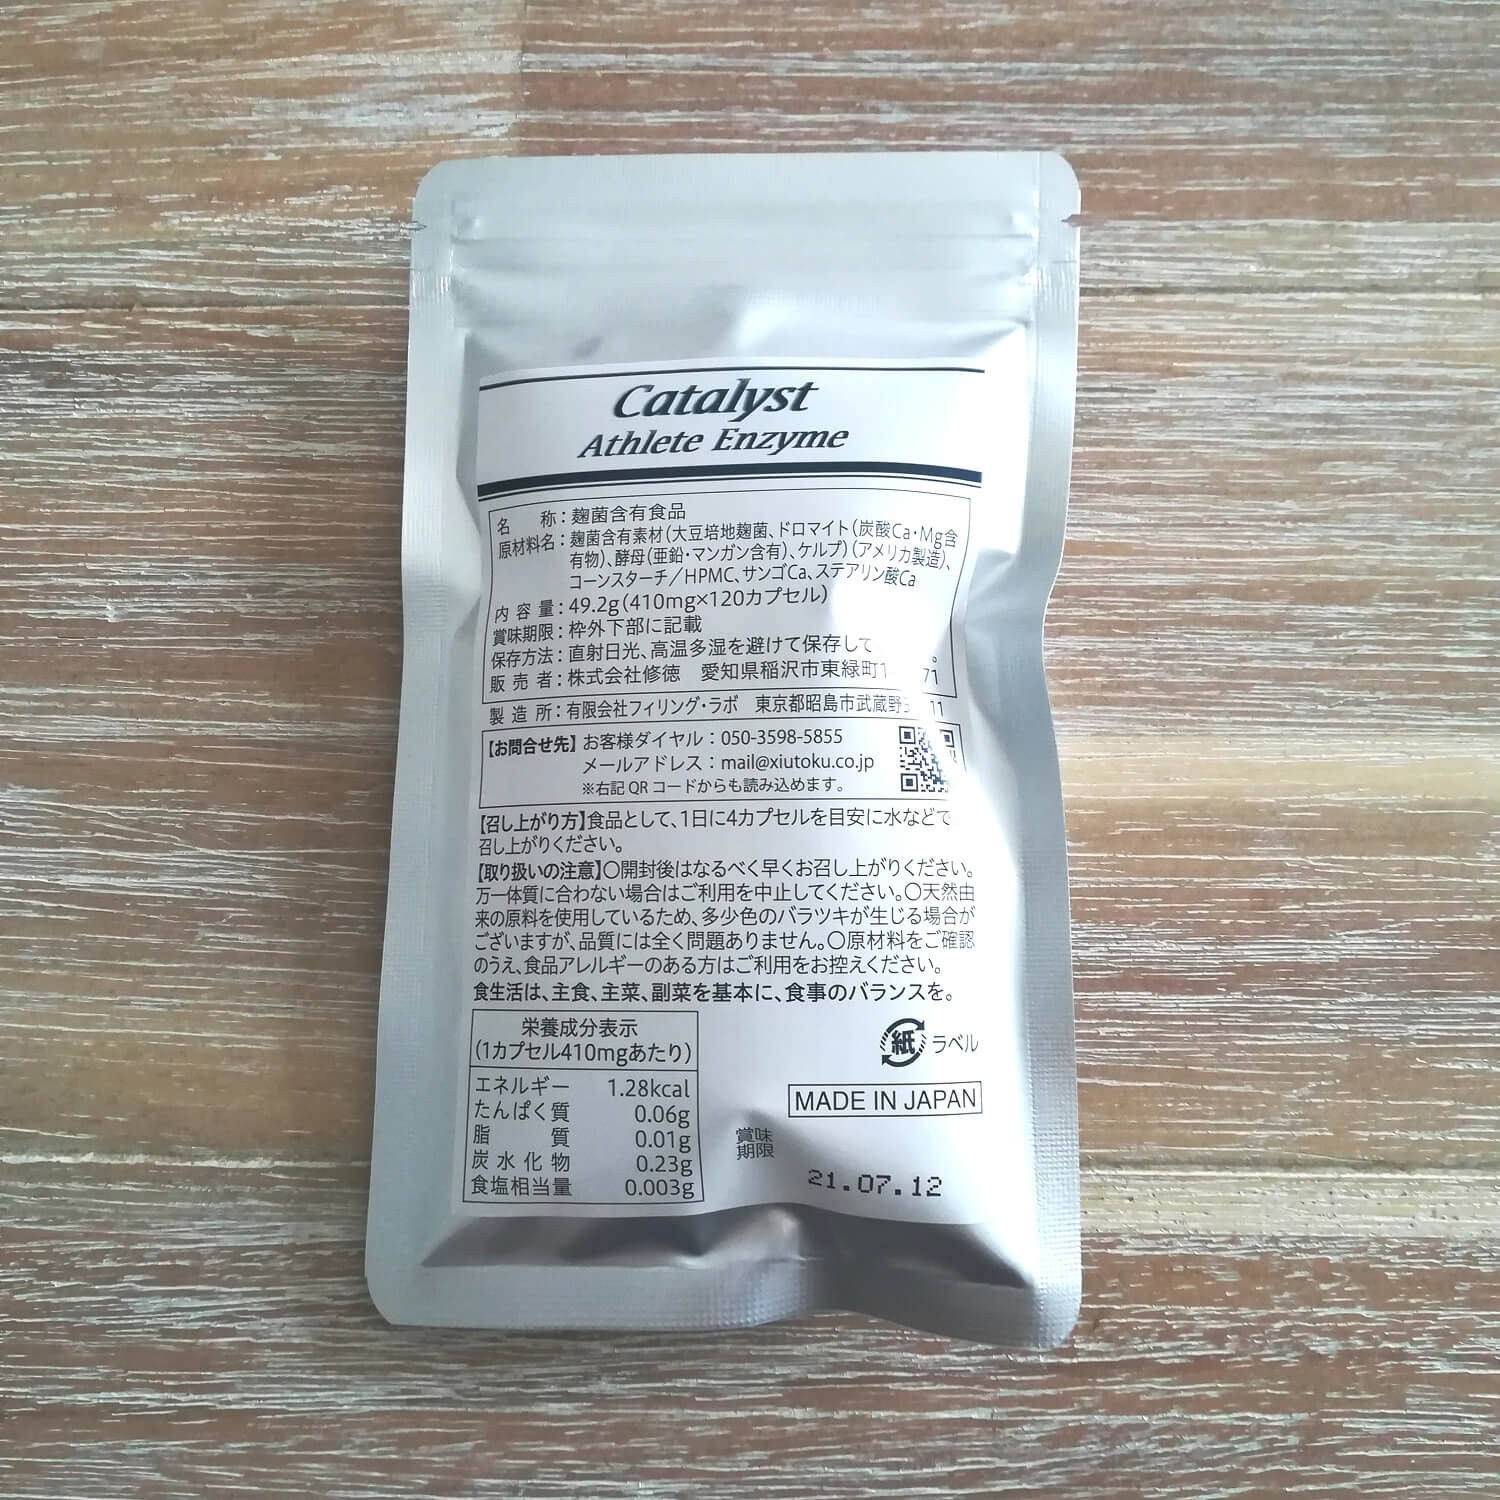 Catalyst
Athlete Enzyme
名称：麹菌含有食品
原材料名：麹菌含有素材（大豆培地麹菌、ドロマイト（炭酸Ca・Mg含
有物）、酵母（亜鉛・マンガン含有）、ケルプ）（アメリカ製造）、
コーンスターチ／HPMC、サンゴCa、ステアリン酸Ca
内容量：49.2g（410mg×120カプセル）
賞味期限：枠外下部に記載
保存方法：直射日光、高温多湿を避けて保存して 。
販売者：株式会社修徳 愛知県稲沢市東緑町1 71
製造所：有限会社フィリング・ラボ 東京都昭島市武蔵野 11
【お問合せ先】お客様ダイヤル：050-3598-5855
メールアドレス：mail@xiutoku.co.jp
※右記QRコードからも読み込めます。
【召し上がり方】食品として、1日に4カプセルを目安に水などで
召し上がりください。
【取り扱いの注意】〇開封後はなるべく早くお召し上がりください。
万一体質に合わない場合はご利用を中止してください。〇天然由
来の原料を使用しているため、多少色のバラツキが生じる場合が
ございますが、品質には全く問題ありません。〇原材料をご確認
のうえ、食品アレルギーのある方はご利用をお控えください。
食生活は、主食、主菜、副菜を基本に、食事のバランスを。
栄養成分表示
（1カプセル410mgあたり）
エネルギー 1.28kcal
たんぱく質 0.06g
脂質 0.01g
炭水化物 0.23g
食塩相当量 0.003g
紙 ラベル
MADE IN JAPAN
賞味
期限
21.07.12